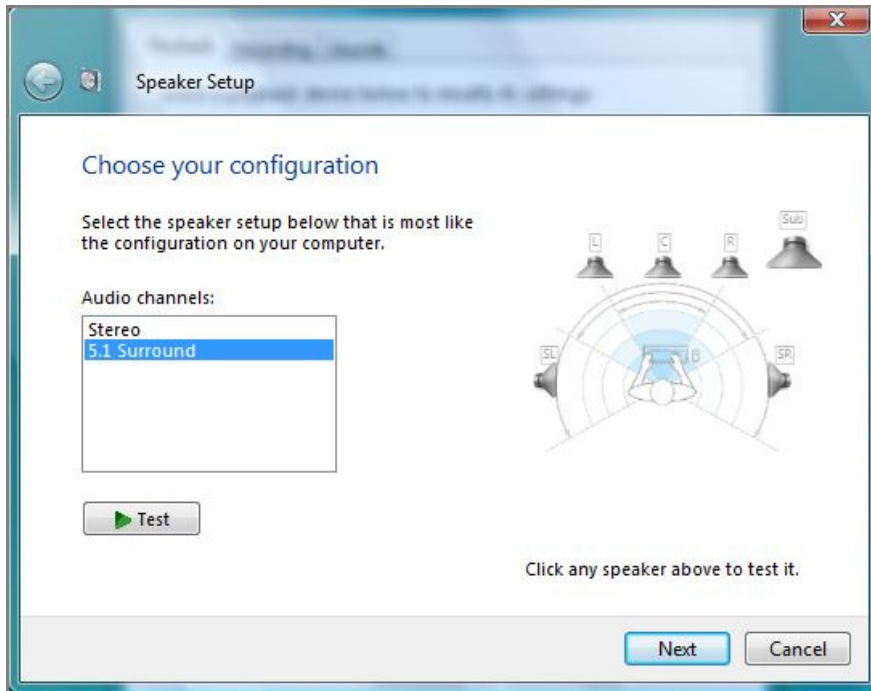 Speaker Setup
Choose your configuration
Select the speaker setup below that is most like
the configuration on your computer.
Audio channels:
Stereo
5.1 Surround
Test
Sub
L C R
SL SR
Click any speaker above to test it.
Next Cancel